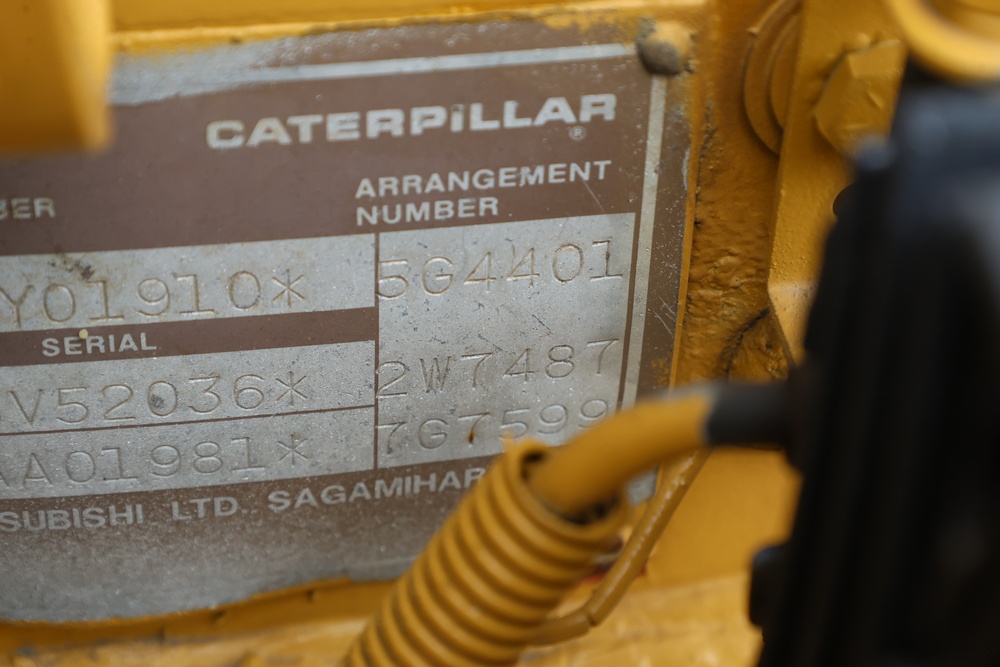 CATERPiLLAR®
BER
ARRANGEMENT
NUMBER
Y01910*
5G4401
SERIAL
V52036*
2W7487
AA01981*
7G7599
SUBISHI LTD. SAGAMIHAR